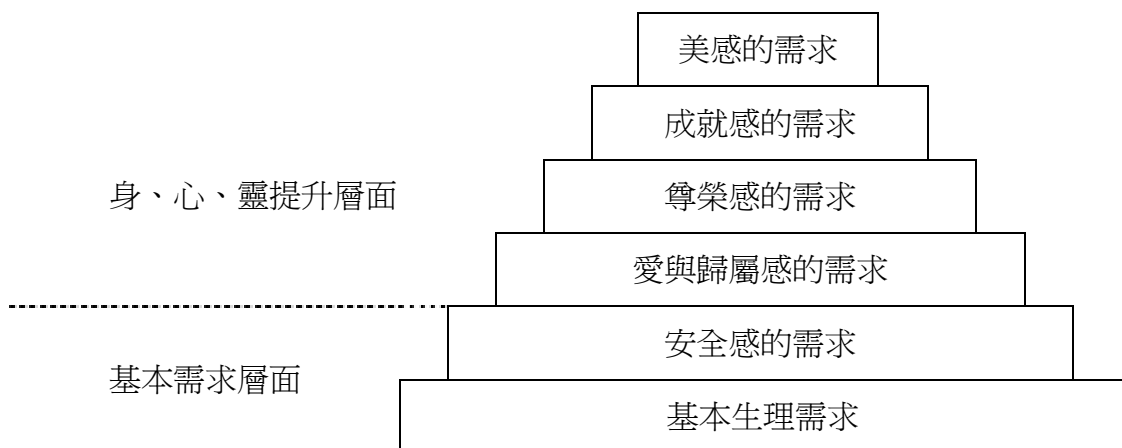 美感的需求
成就感的需求
身、心、靈提升層面
尊榮感的需求
愛與歸屬感的需求
安全感的需求
基本需求層面
基本生理需求